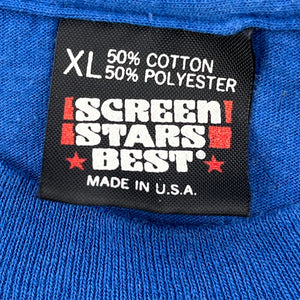 XL 50% COTTON
50% POLYESTER
SCREEN
STARS
BEST
MADE IN U.S.A.